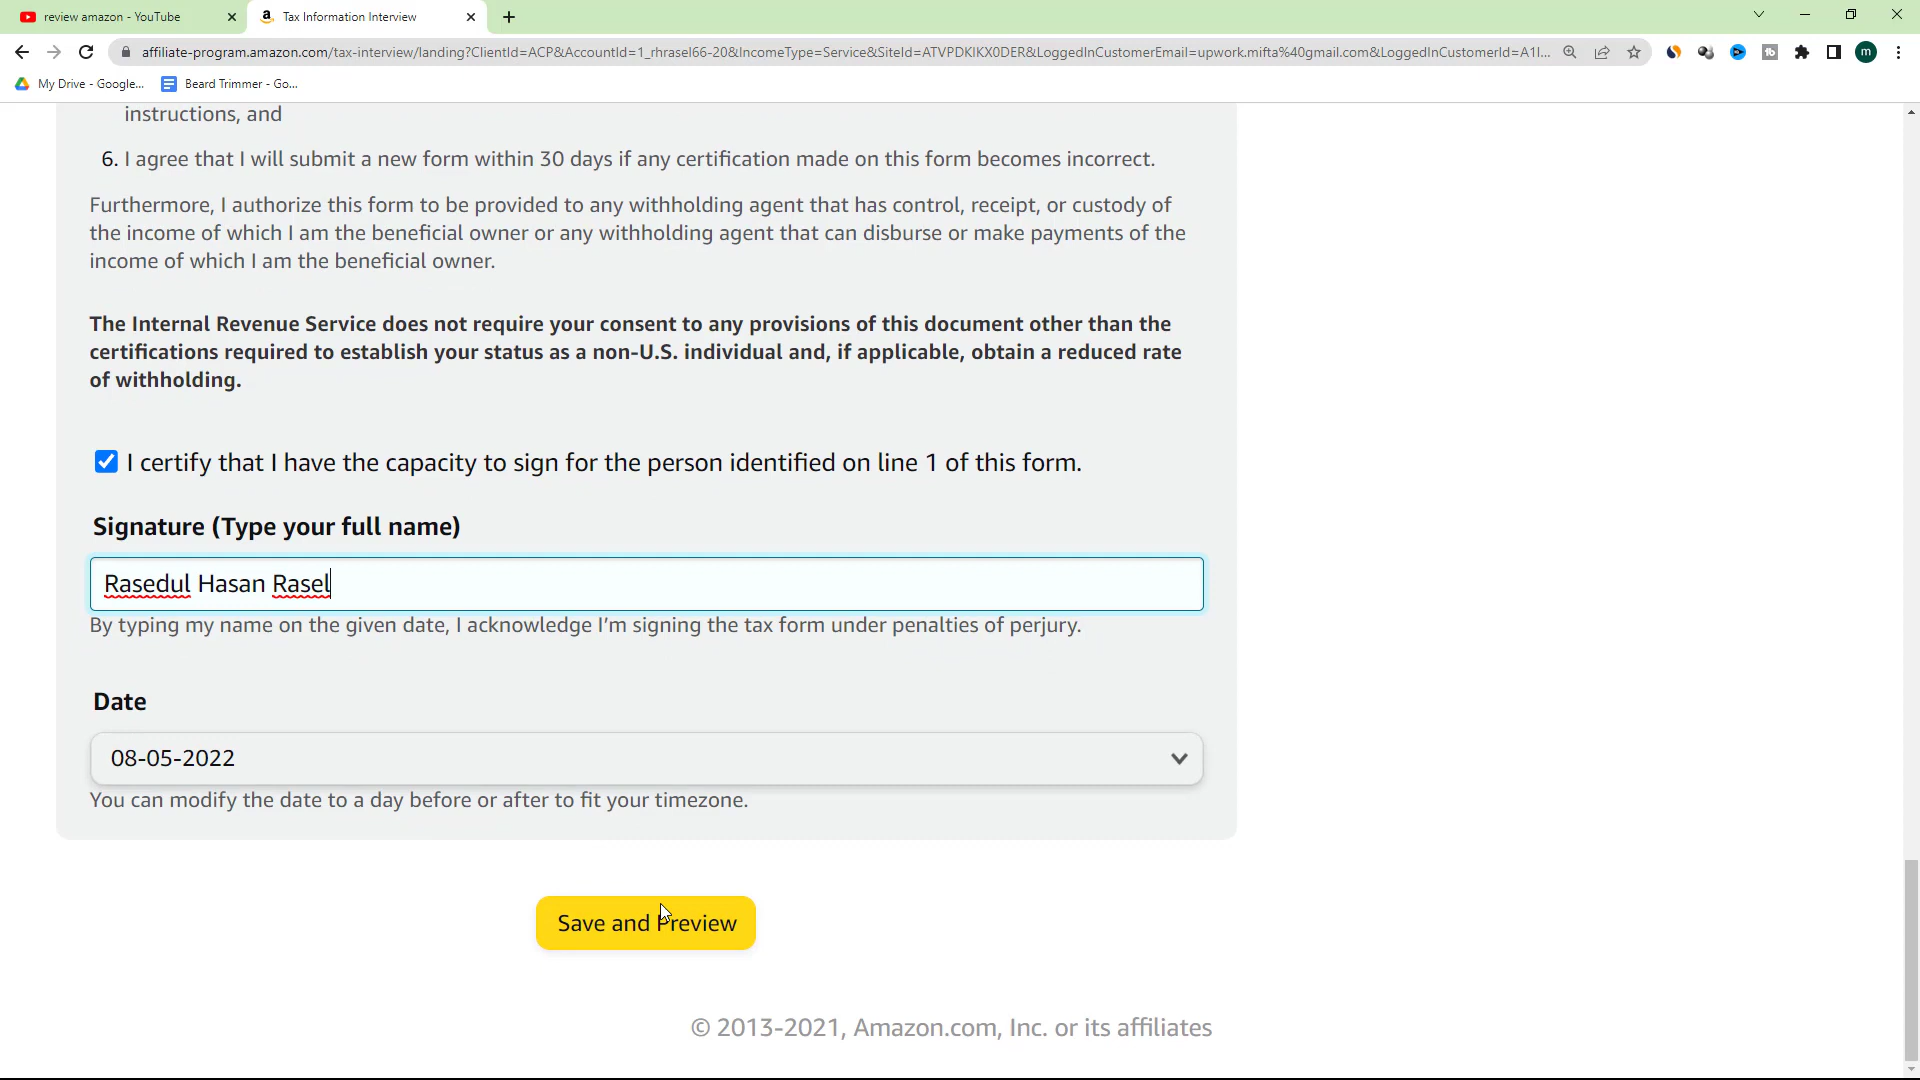 review amazon - YouTube
Tax Information Interview
affiliate-program.amazon.com/tax-interview/landing?ClientId=ACP&AccountId=1_rhrasel66-20&IncomeType=Service&SiteId=ATVPDKIKX0DER&LoggedInCustomerEmail=upwork.mifta%40gmail.com&LoggedInCustomerId=A1I...
m
My Drive - Google...
Beard Trimmer - Go...
instructions, and
6. I agree that I will submit a new form within 30 days if any certification made on this form becomes incorrect.
Furthermore, I authorize this form to be provided to any withholding agent that has control, receipt, or custody of
the income of which I am the beneficial owner or any withholding agent that can disburse or make payments of the
income of which I am the beneficial owner.
The Internal Revenue Service does not require your consent to any provisions of this document other than the
certifications required to establish your status as a non-U.S. individual and, if applicable, obtain a reduced rate
of withholding.
I certify that I have the capacity to sign for the person identified on line 1 of this form.
Signature (Type your full name)
Rasedul Hasan Rasel
By typing my name on the given date, I acknowledge I’m signing the tax form under penalties of perjury.
Date
08-05-2022
You can modify the date to a day before or after to fit your timezone.
Save and Preview
© 2013-2021, Amazon.com, Inc. or its affiliates